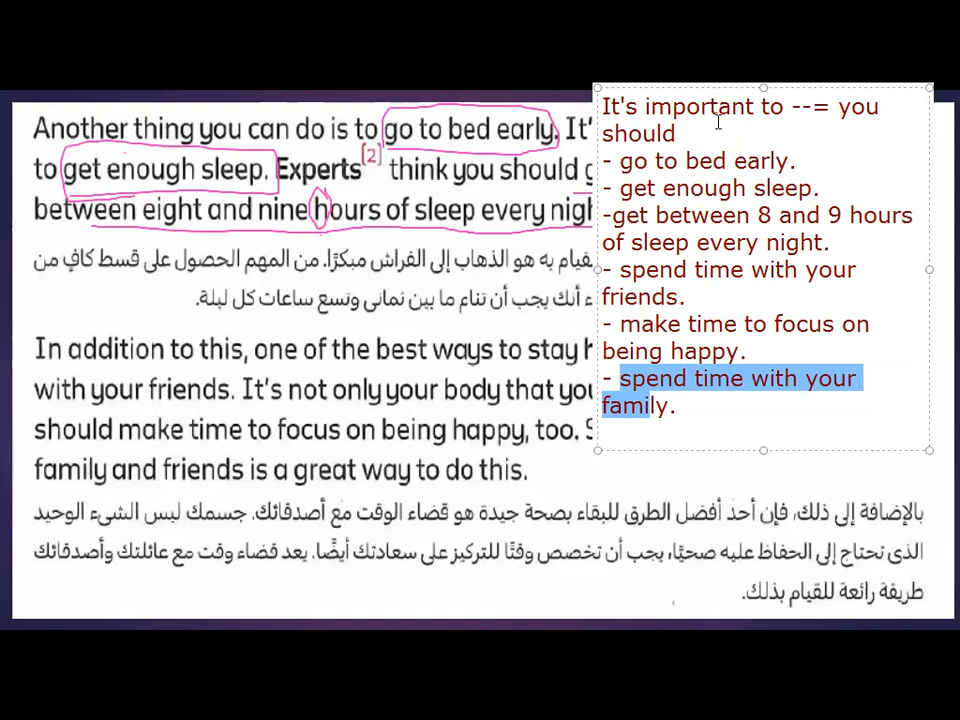 Another thing you can do is to go to bed early. It'
to get enough sleep. Experts[2] think you should g
between eight and nine hours of sleep every nigh
لقيام به هو الذهاب إلى الفراش مبكرًا. من المهم الحصول على قسط كافٍ من
ء أنك يجب أن تنام ما بين ثمانى وتسع ساعات كل ليلة.
In addition to this, one of the best ways to stay h
with your friends. It's not only your body that you
should make time to focus on being happy, too. S
family and friends is a great way to do this.
بالإضافة إلى ذلك، فإن أحد أفضل الطرق للبقاء بصحة جيدة هو قضاء الوقت مع أصدقائك. جسمك ليس الشىء الوحيد
الذى تحتاج إلى الحفاظ عليه صحيًا، يجب أن تخصص وقتًا للتركيز على سعادتك أيضًا. يعد قضاء وقت مع عائلتك وأصدقائك
طريقة رائعة للقيام بذلك.
It's important to --= you
should
- go to bed early.
- get enough sleep.
-get between 8 and 9 hours
of sleep every night.
- spend time with your
friends.
- make time to focus on
being happy.
- spend time with your
family.